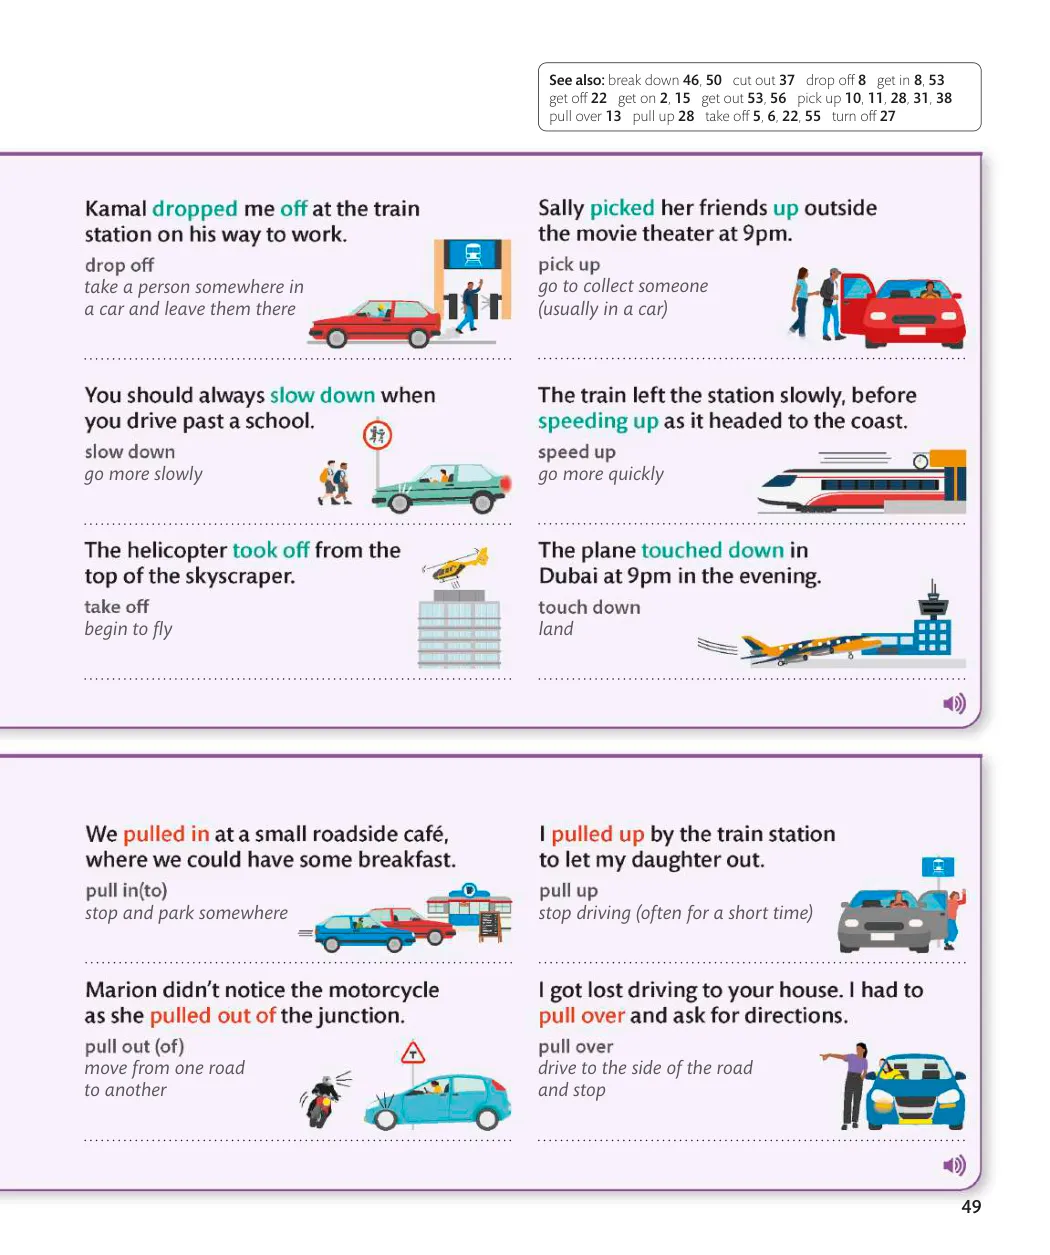 See also: break down 46, 50 cut out 37 drop off 8 get in 8, 53
get off 22 get on 2, 15 get out 53, 56 pick up 10, 11, 28, 31, 38
pull over 13 pull up 28 take off 5, 6, 22, 55 turn off 27
Kamal dropped me off at the train
station on his way to work.
drop off
take a person somewhere in
a car and leave them there
Sally picked her friends up outside
the movie theater at 9pm.
pick up
go to collect someone
(usually in a car)
You should always slow down when
you drive past a school.
slow down
go more slowly
The train left the station slowly, before
speeding up as it headed to the coast.
speed up
go more quickly
The helicopter took off from the
top of the skyscraper.
take off
begin to fly
The plane touched down in
Dubai at 9pm in the evening.
touch down
land
We pulled in at a small roadside café,
where we could have some breakfast.
pull in(to)
stop and park somewhere
I pulled up by the train station
to let my daughter out.
pull up
stop driving (often for a short time)
Marion didn't notice the motorcycle
as she pulled out of the junction.
pull out (of)
move from one road
to another
I got lost driving to your house. I had to
pull over and ask for directions.
pull over
drive to the side of the road
and stop
49